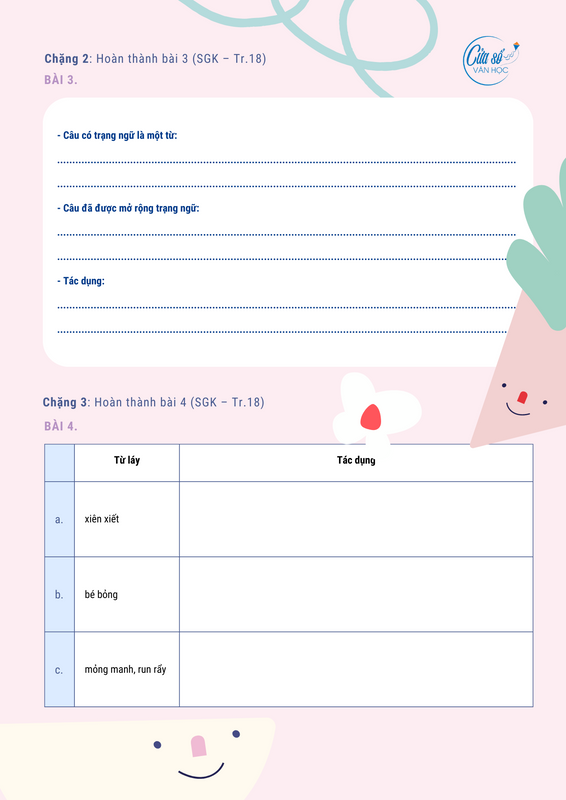 Chặng 2: Hoàn thành bài 3 (SGK – Tr.18)
Cửa sổ
VĂN HỌC
BÀI 3.
- Câu có trạng ngữ là một từ:
- Câu đã được mở rộng trạng ngữ:
- Tác dụng:
Chặng 3: Hoàn thành bài 4 (SGK – Tr.18)
BÀI 4.
Từ láy Tác dụng
a. xiên xiết
b. bé bỏng
c. mỏng manh, run rẩy